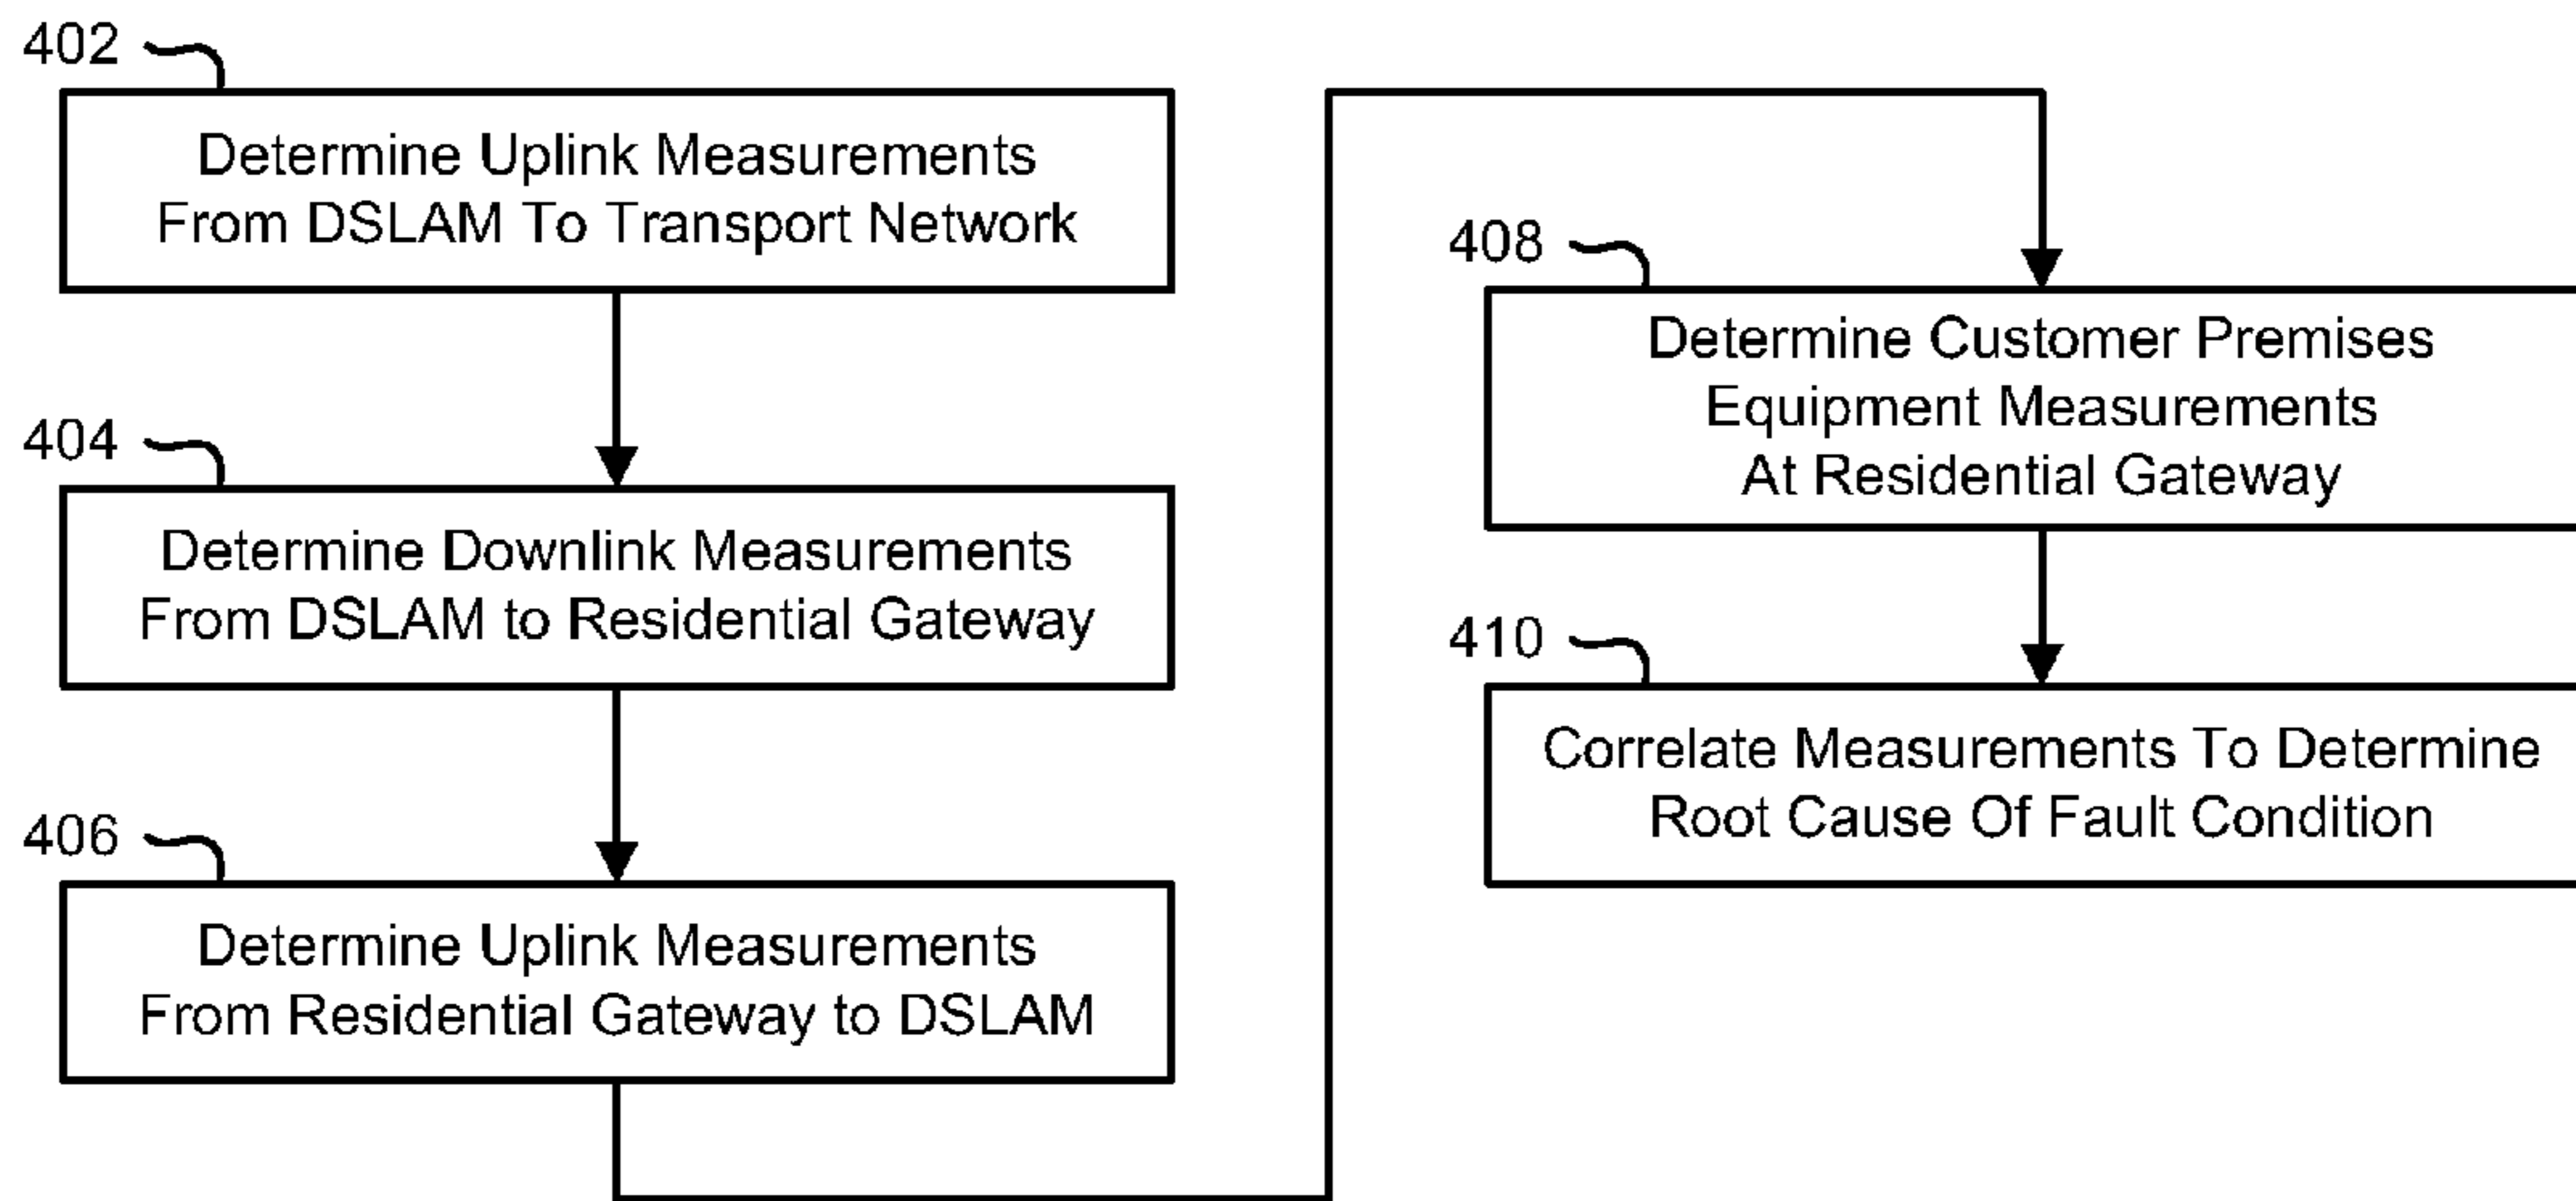 402
Determine Uplink Measurements
From DSLAM To Transport Network
404
Determine Downlink Measurements
From DSLAM to Residential Gateway
406
Determine Uplink Measurements
From Residential Gateway to DSLAM
408
Determine Customer Premises
Equipment Measurements
At Residential Gateway
410
Correlate Measurements To Determine
Root Cause Of Fault Condition